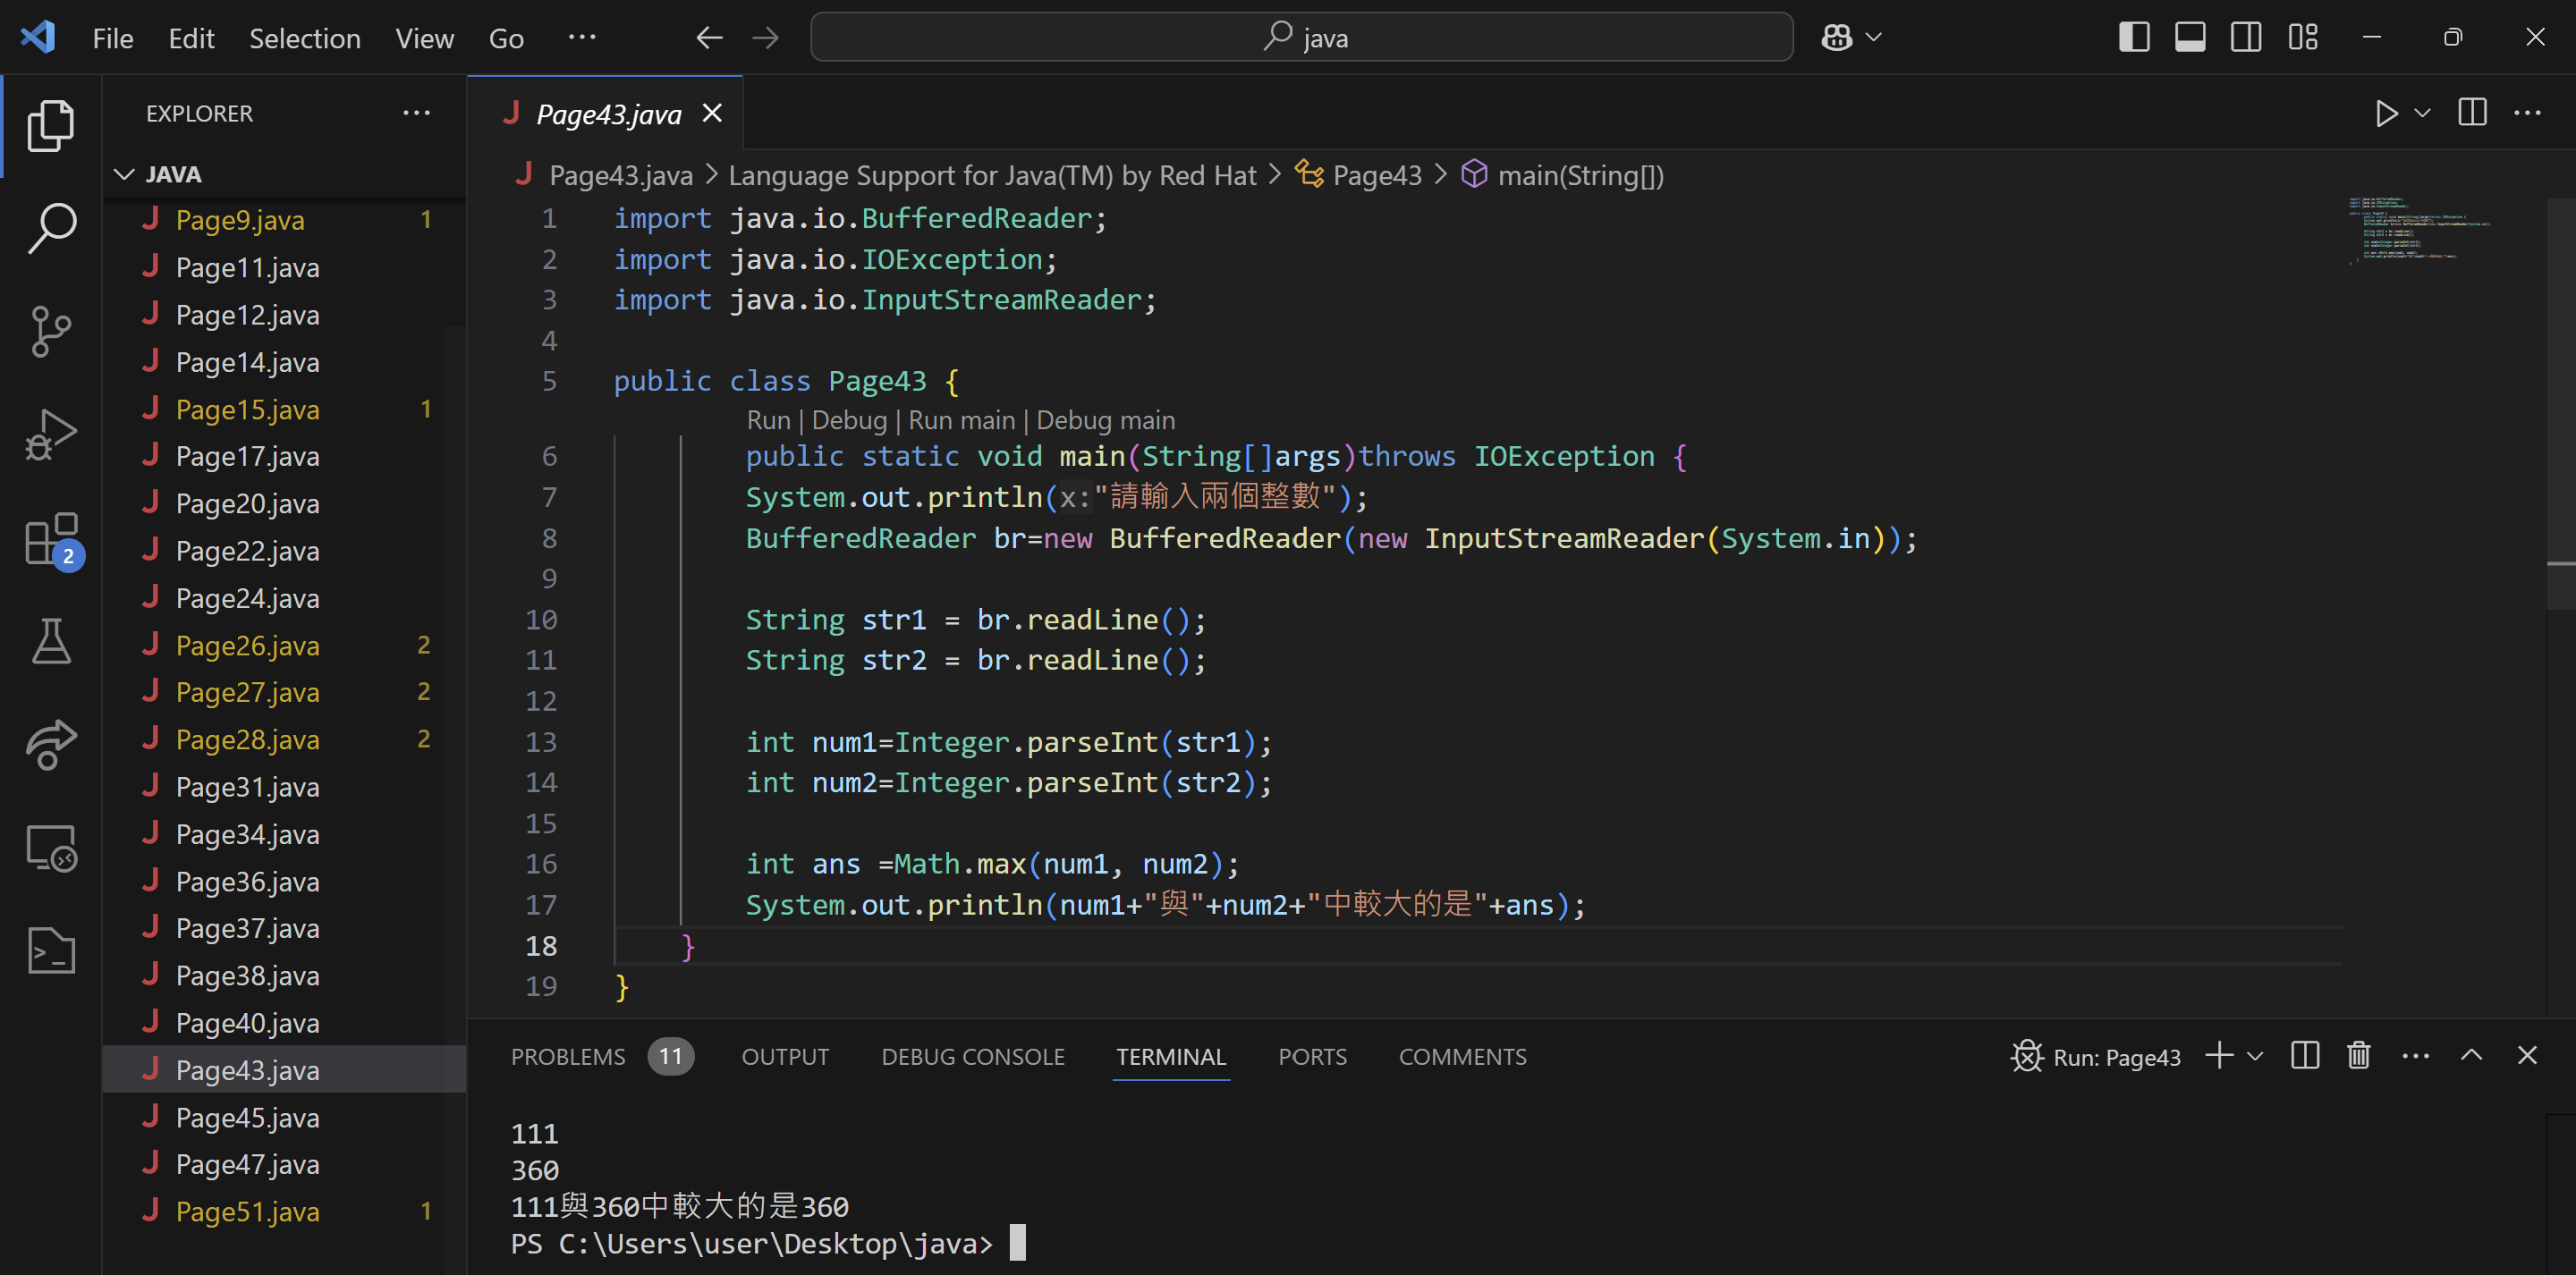 File Edit Selection View Go ··· java
EXPLORER ···
JAVA
Page9.java 1
Page11.java
Page12.java
Page14.java
Page15.java 1
Page17.java
Page20.java
Page22.java
Page24.java
Page26.java 2
Page27.java 2
Page28.java 2
Page31.java
Page34.java
Page36.java
Page37.java
Page38.java
Page40.java
Page43.java
Page45.java
Page47.java
Page51.java 1
2
Page43.java
Page43.java > Language Support for Java(TM) by Red Hat > Page43 > main(String[])
1 import java.io.BufferedReader;
2 import java.io.IOException;
3 import java.io.InputStreamReader;
4
5 public class Page43 {
Run | Debug | Run main | Debug main
6 public static void main(String[]args)throws IOException {
7 System.out.println(x:"請輸入兩個整數");
8 BufferedReader br=new BufferedReader(new InputStreamReader(System.in));
9
10 String str1 = br.readLine();
11 String str2 = br.readLine();
12
13 int num1=Integer.parseInt(str1);
14 int num2=Integer.parseInt(str2);
15
16 int ans =Math.max(num1, num2);
17 System.out.println(num1+"與"+num2+"中較大的是"+ans);
18 }
19 }
PROBLEMS 11 OUTPUT DEBUG CONSOLE TERMINAL PORTS COMMENTS Run: Page43
111
360
111與360中較大的是360
PS C:\Users\user\Desktop\java>